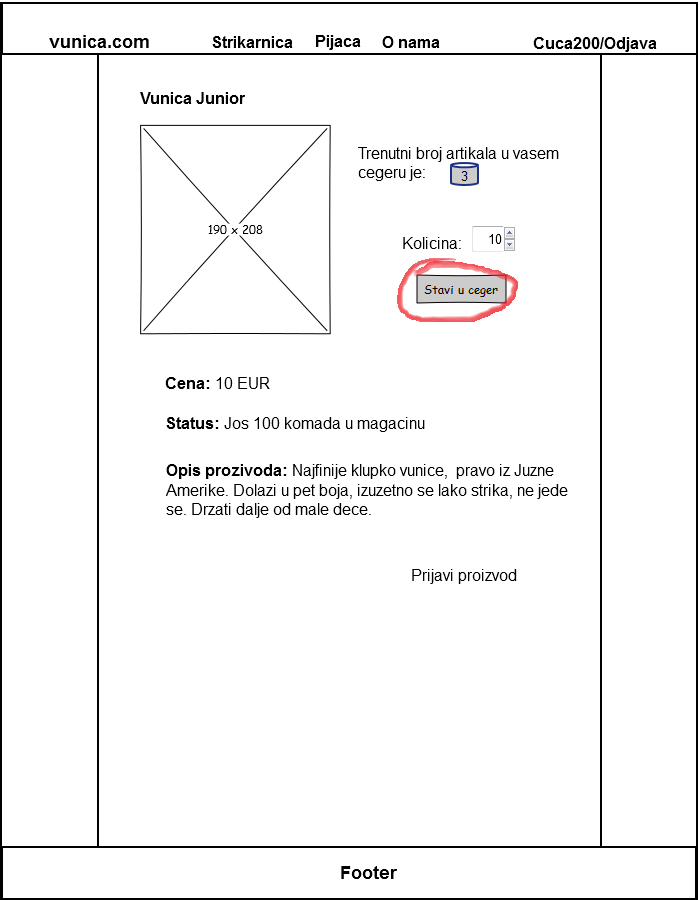 vunica.com Strikarnica Pijaca O nama Cuca200/Odjava
Vunica Junior
190 x 208
Trenutni broj artikala u vasem
cegeru je: 3
Kolicina: 10
Stavi u ceger
Cena: 10 EUR
Status: Jos 100 komada u magacinu
Opis prozivoda: Najfinije klupko vunice, pravo iz Juzne
Amerike. Dolazi u pet boja, izuzetno se lako strika, ne jede
se. Drzati dalje od male dece.
Prijavi proizvod
Footer